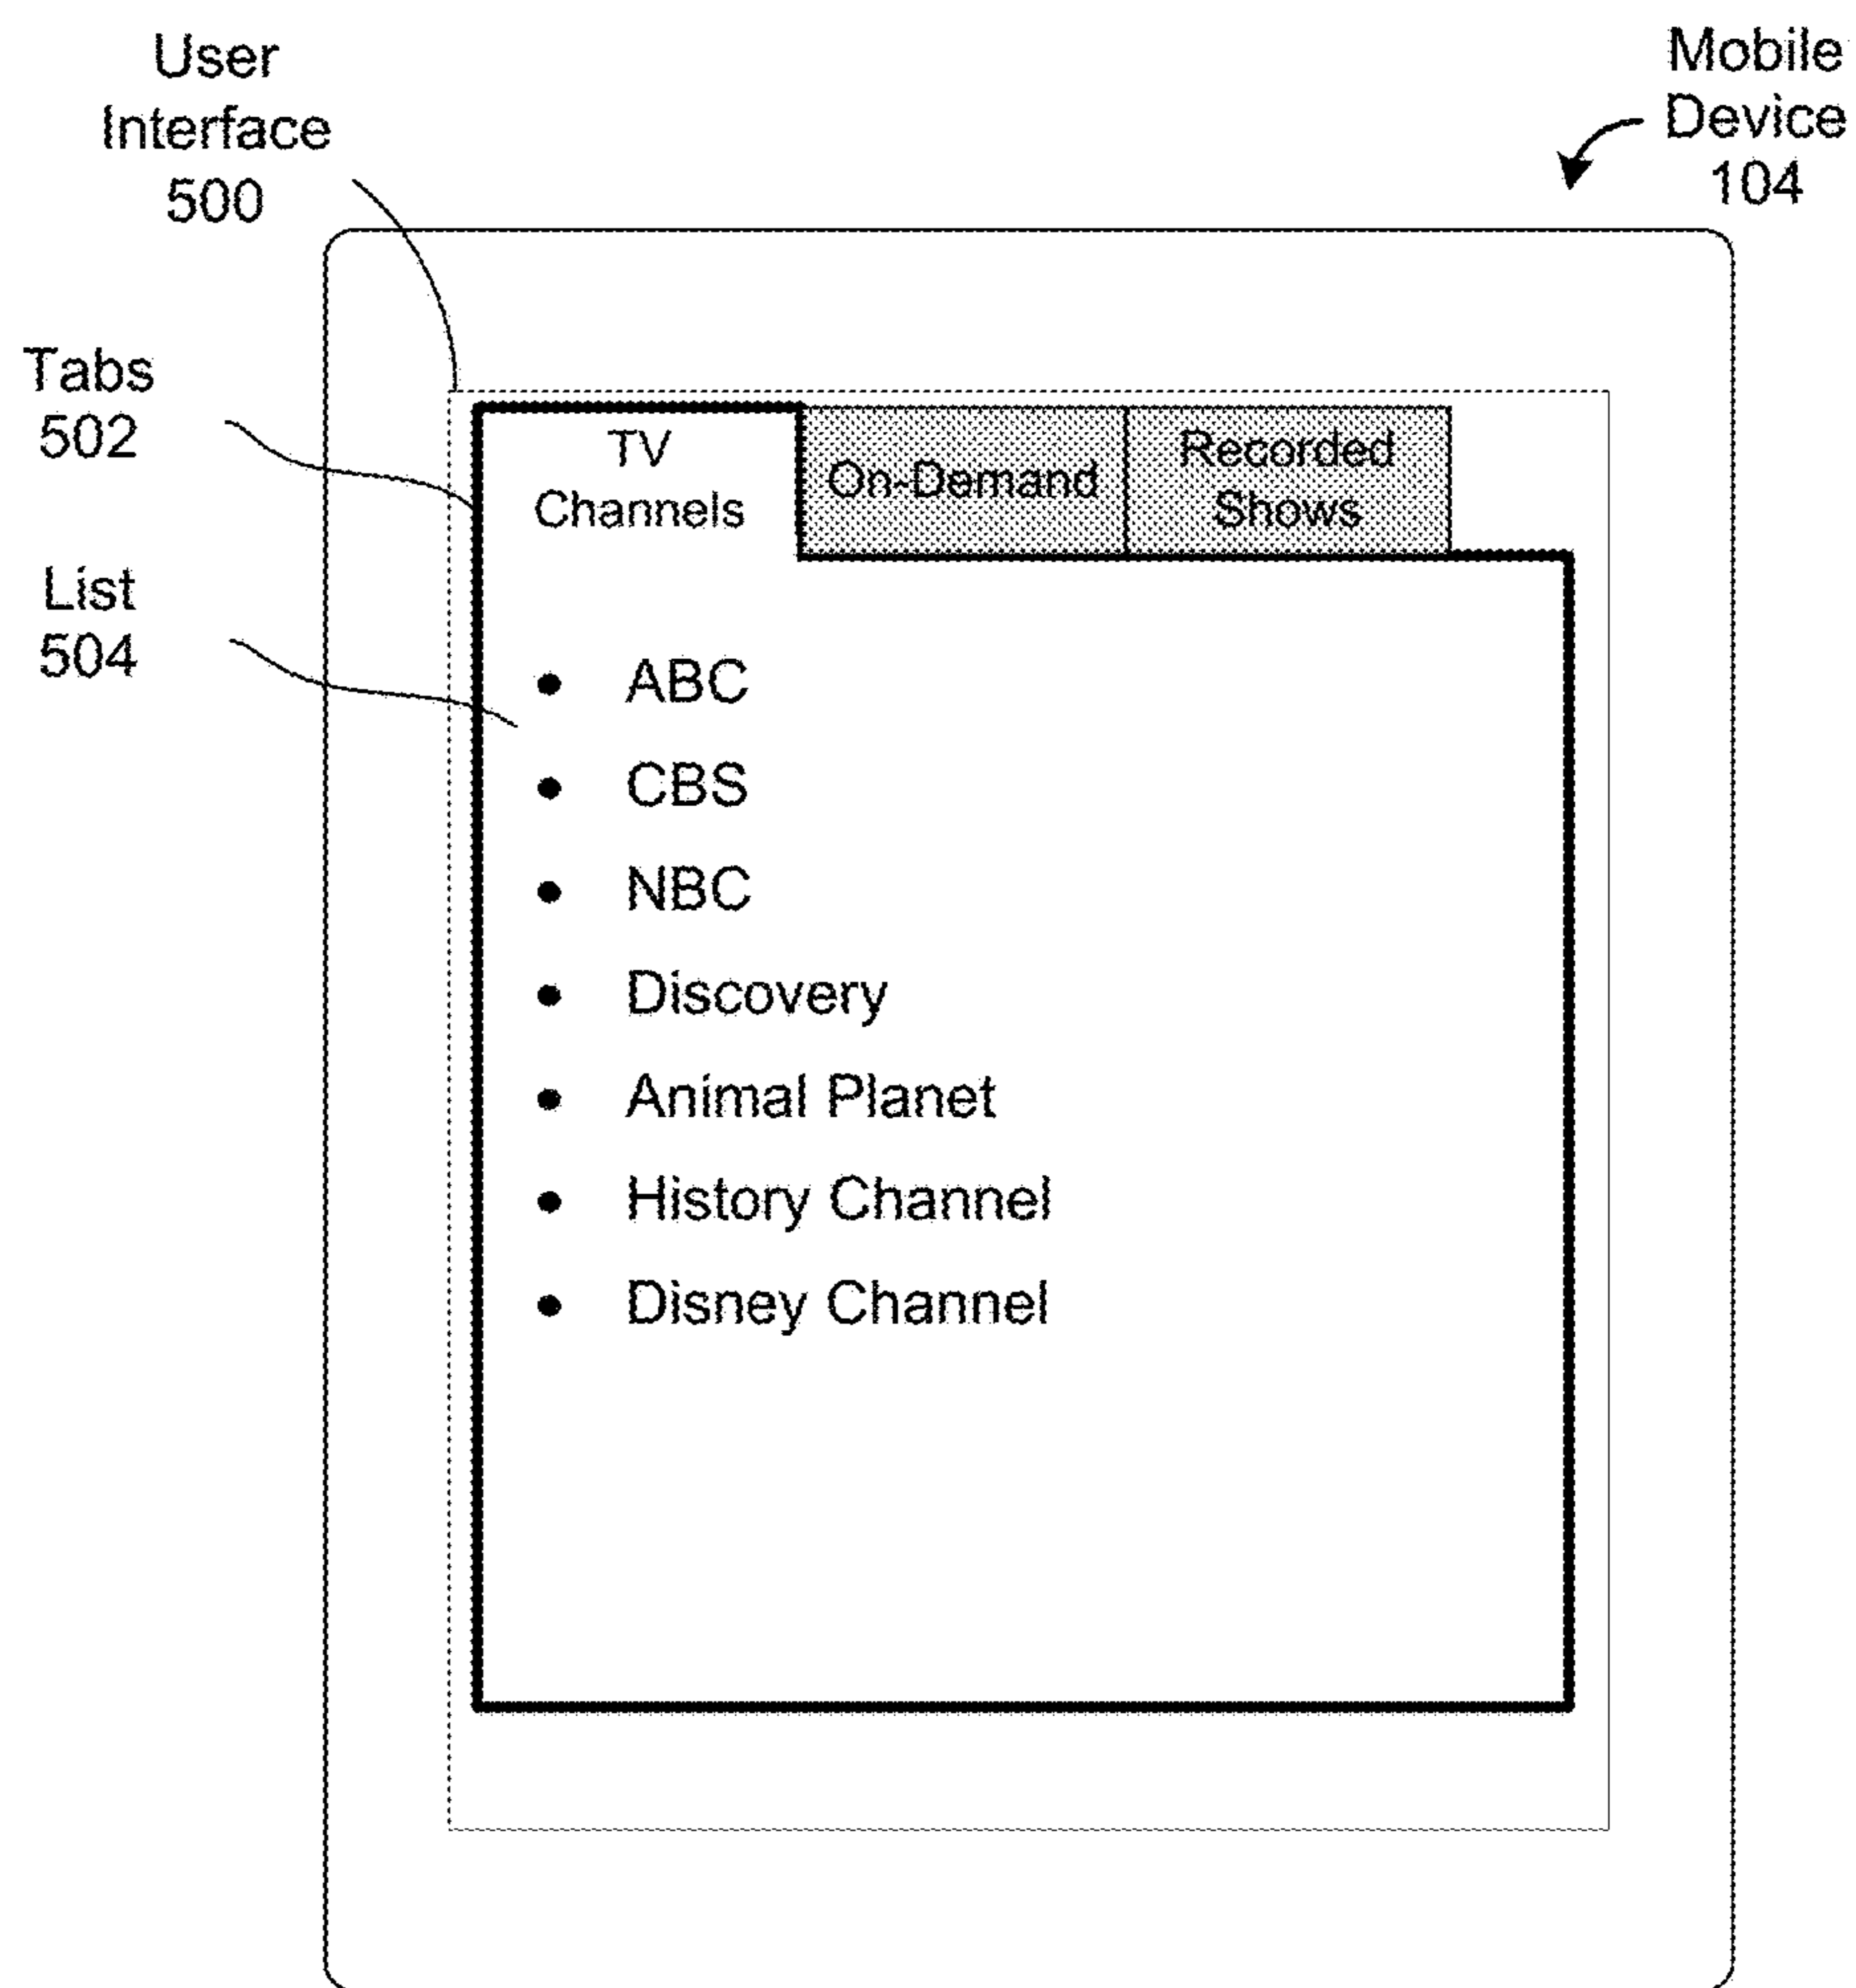 User
Interface
500
Mobile
Device
104
Tabs
502
List
504
TV
Channels
On-Demand
Recorded
Shows
• ABC
• CBS
• NBC
• Discovery
• Animal Planet
• History Channel
• Disney Channel